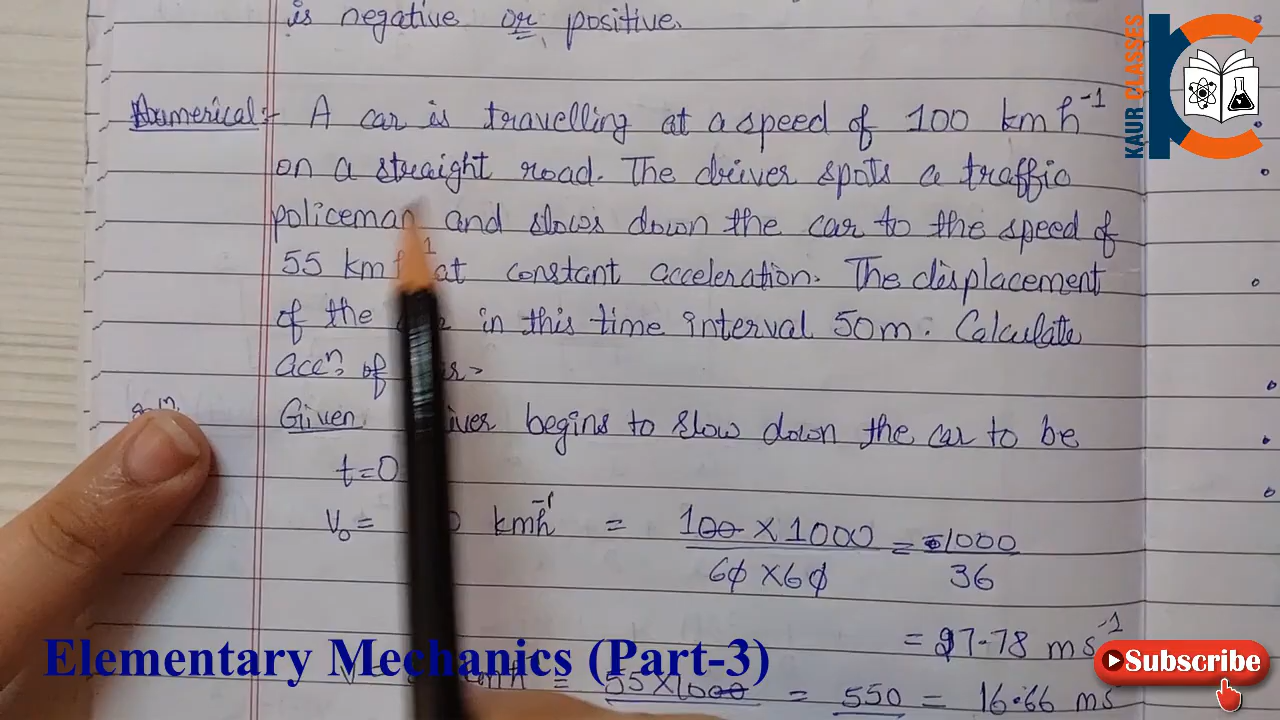 is negative or positive.
Numerical:- A car is travelling at a speed of 100 km h⁻¹
on a straight road. The driver spots a traffic
policeman and slows down the car to the speed of
55 km at constant acceleration. The displacement
of the in this time interval 50m. Calculate
accⁿ. of
Given begins to slow down the car to be
t=0
V₀= kmh⁻¹ = 100 X 1000 / 60 X 60 = 1000 / 36
= 27.78 ms⁻¹
= 55 X 1000 = 550 = 16.66 ms
KAUR CLASSES
KC
Elementary Mechanics (Part-3)
Subscribe